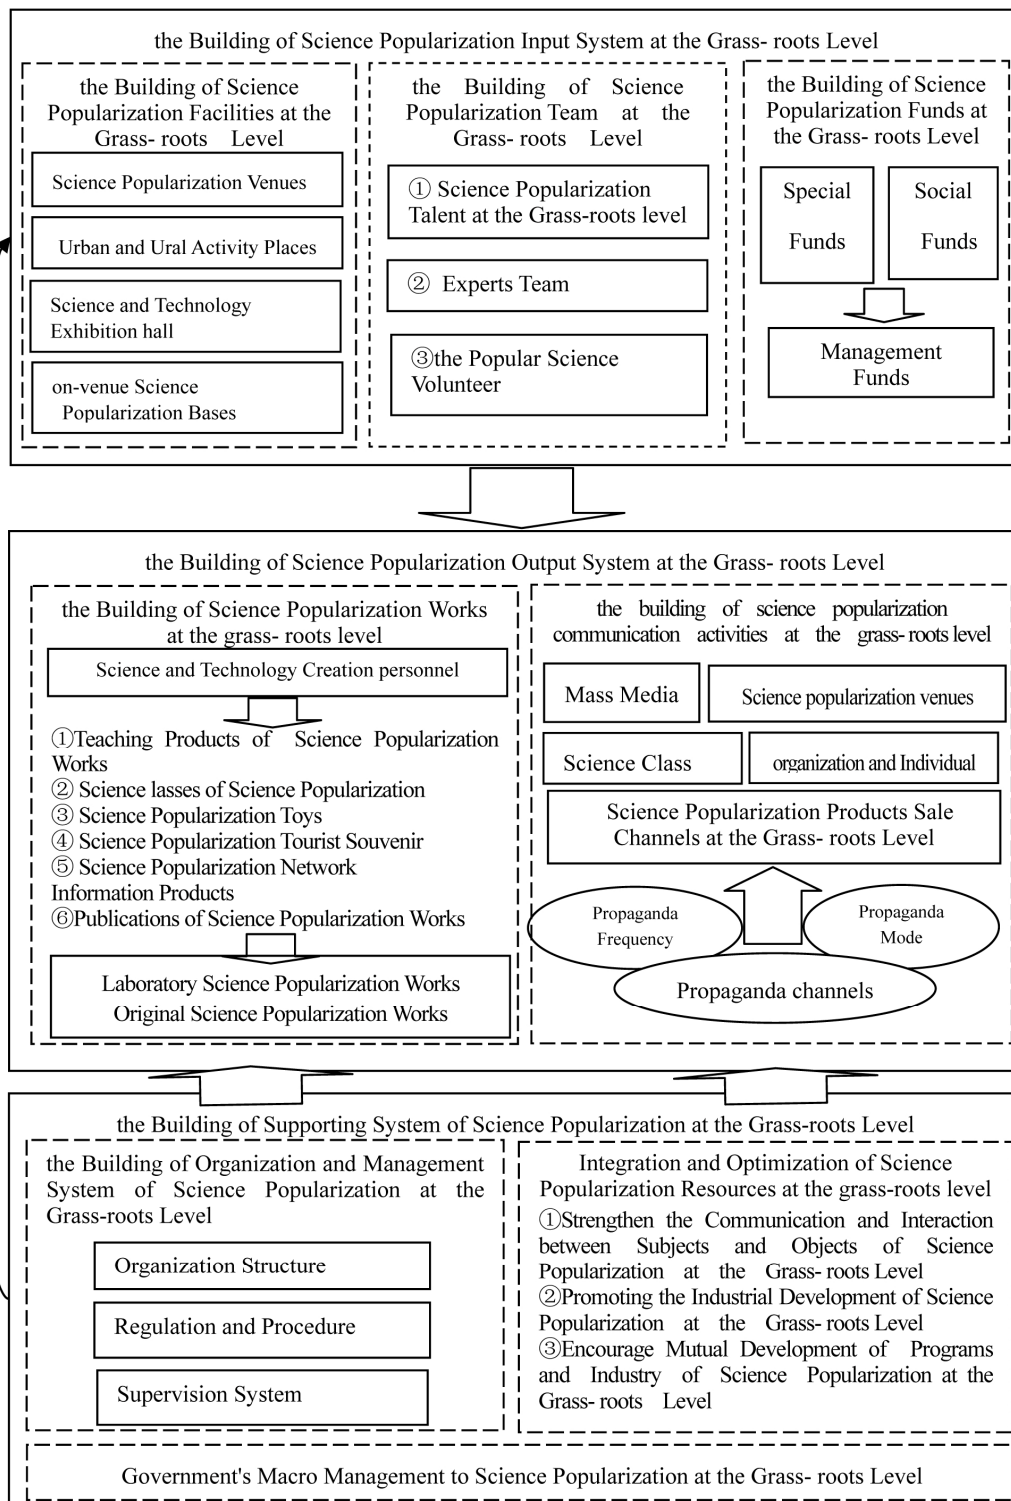 the Building of Science Popularization Input System at the Grass- roots Level
the Building of Science
Popularization Facilities at the
Grass- roots Level
Science Popularization Venues
Urban and Ural Activity Places
Science and Technology
Exhibition hall
on-venue Science
Popularization Bases
the Building of Science
Popularization Team at the
Grass- roots Level
① Science Popularization
Talent at the Grass-roots level
② Experts Team
③the Popular Science
Volunteer
the Building of Science
Popularization Funds at
the Grass- roots Level
Special
Funds
Social
Funds
Management
Funds
the Building of Science Popularization Output System at the Grass- roots Level
the Building of Science Popularization Works
at the grass- roots level
Science and Technology Creation personnel
①Teaching Products of Science Popularization
Works
② Science lasses of Science Popularization
③ Science Popularization Toys
④ Science Popularization Tourist Souvenir
⑤ Science Popularization Network
Information Products
⑥Publications of Science Popularization Works
Laboratory Science Popularization Works
Original Science Popularization Works
the building of science popularization
communication activities at the grass- roots level
Mass Media
Science popularization venues
Science Class
organization and Individual
Science Popularization Products Sale
Channels at the Grass- roots Level
Propaganda
Frequency
Propaganda
Mode
Propaganda channels
the Building of Supporting System of Science Popularization at the Grass-roots Level
the Building of Organization and Management
System of Science Popularization at the
Grass-roots Level
Organization Structure
Regulation and Procedure
Supervision System
Integration and Optimization of Science
Popularization Resources at the grass-roots level
①Strengthen the Communication and Interaction
between Subjects and Objects of Science
Popularization at the Grass- roots Level
②Promoting the Industrial Development of Science
Popularization at the Grass- roots Level
③Encourage Mutual Development of Programs
and Industry of Science Popularization at the
Grass- roots Level
Government's Macro Management to Science Popularization at the Grass- roots Level